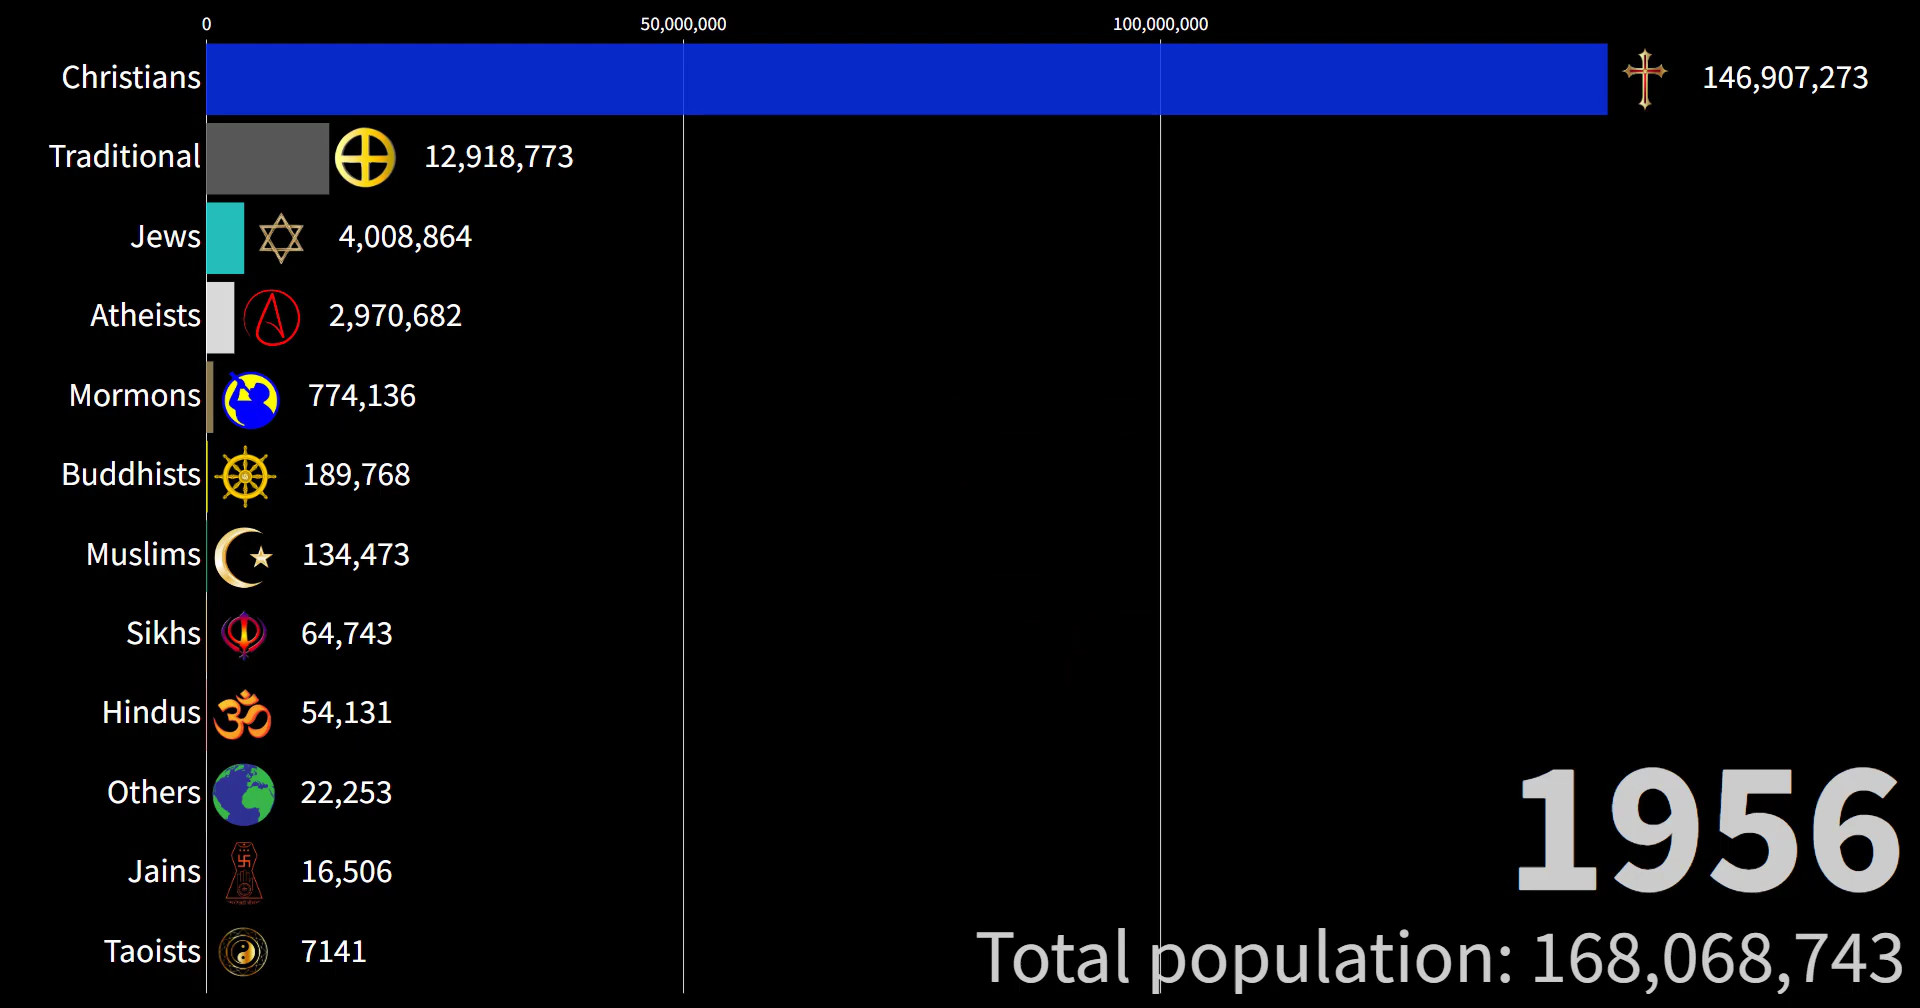 0 50,000,000 100,000,000
Christians 146,907,273
Traditional 12,918,773
Jews 4,008,864
Atheists 2,970,682
Mormons 774,136
Buddhists 189,768
Muslims 134,473
Sikhs 64,743
Hindus 54,131
Others 22,253
Jains 16,506
Taoists 7141
1956
Total population: 168,068,743